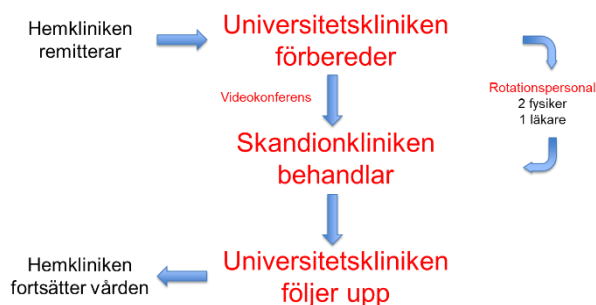 Hemkliniken
remitterar
Universitetskliniken
förbereder
Videokonferens
Rotationspersonal
2 fysiker
1 läkare
Skandionkliniken
behandlar
Universitetskliniken
följer upp
Hemkliniken
fortsätter vården